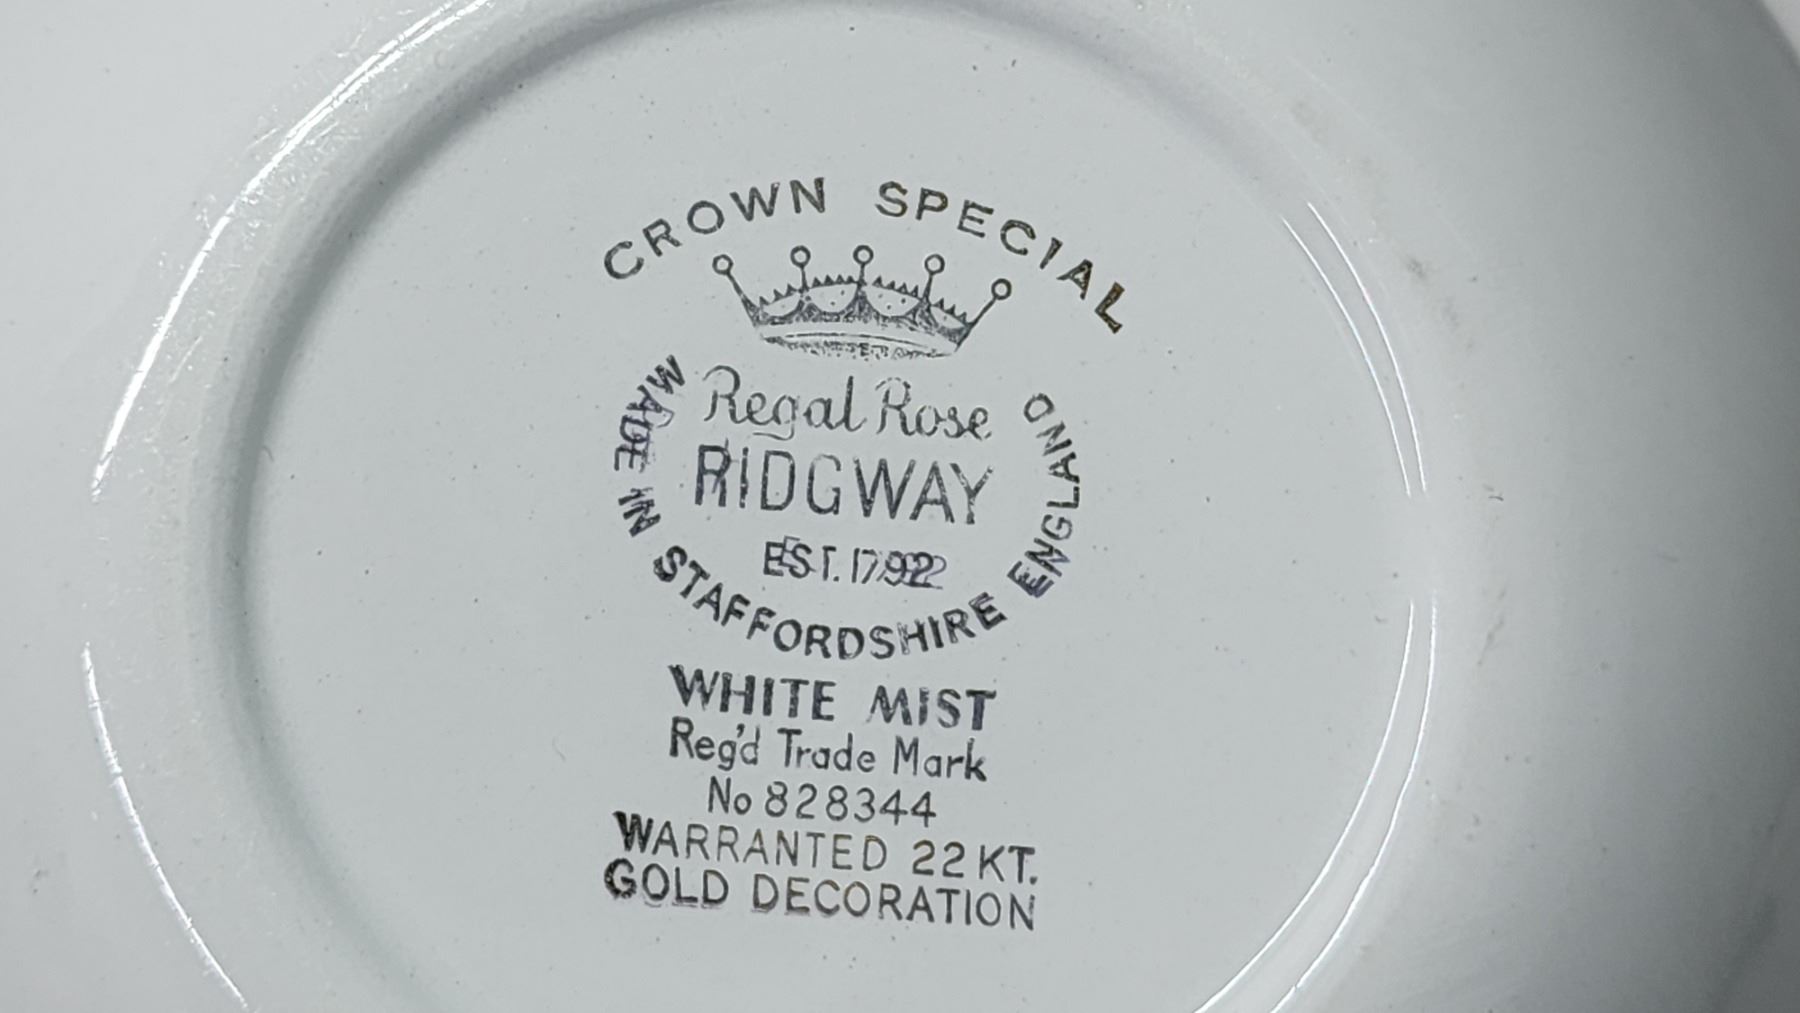 CROWN SPECIAL
Regal Rose
RIDGWAY
EST. 1792
MADE IN STAFFORDSHIRE ENGLAND
WHITE MIST
Reg'd Trade Mark
No 828344
WARRANTED 22 KT.
GOLD DECORATION